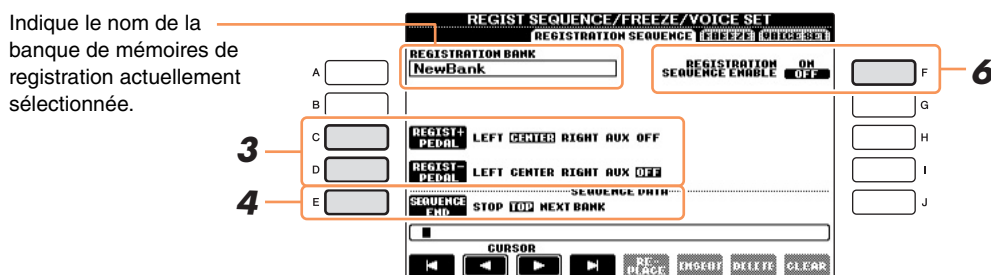 Indique le nom de la
banque de mémoires de
registration actuellement
sélectionnée.
REGIST SEQUENCE/FREEZE/VOICE SET
REGISTRATION SEQUENCE FREEZE VOICE SET
REGISTRATION BANK
NewBank
REGISTRATION SEQUENCE ENABLE ON OFF
6
A
F
B
G
3
C
REGIST+ PEDAL LEFT CENTER RIGHT AUX OFF
H
D
REGIST- PEDAL LEFT CENTER RIGHT AUX OFF
I
SEQUENCE DATA
4
E
SEQUENCE END STOP TOP NEXT BANK
J
CURSOR
RE-PLACE INSERT DELETE CLEAR